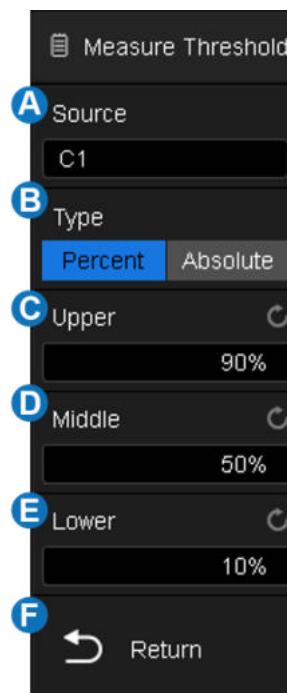 Measure Threshold
A
Source
C1
B
Type
Percent Absolute
C
Upper
90%
D
Middle
50%
E
Lower
10%
F
Return